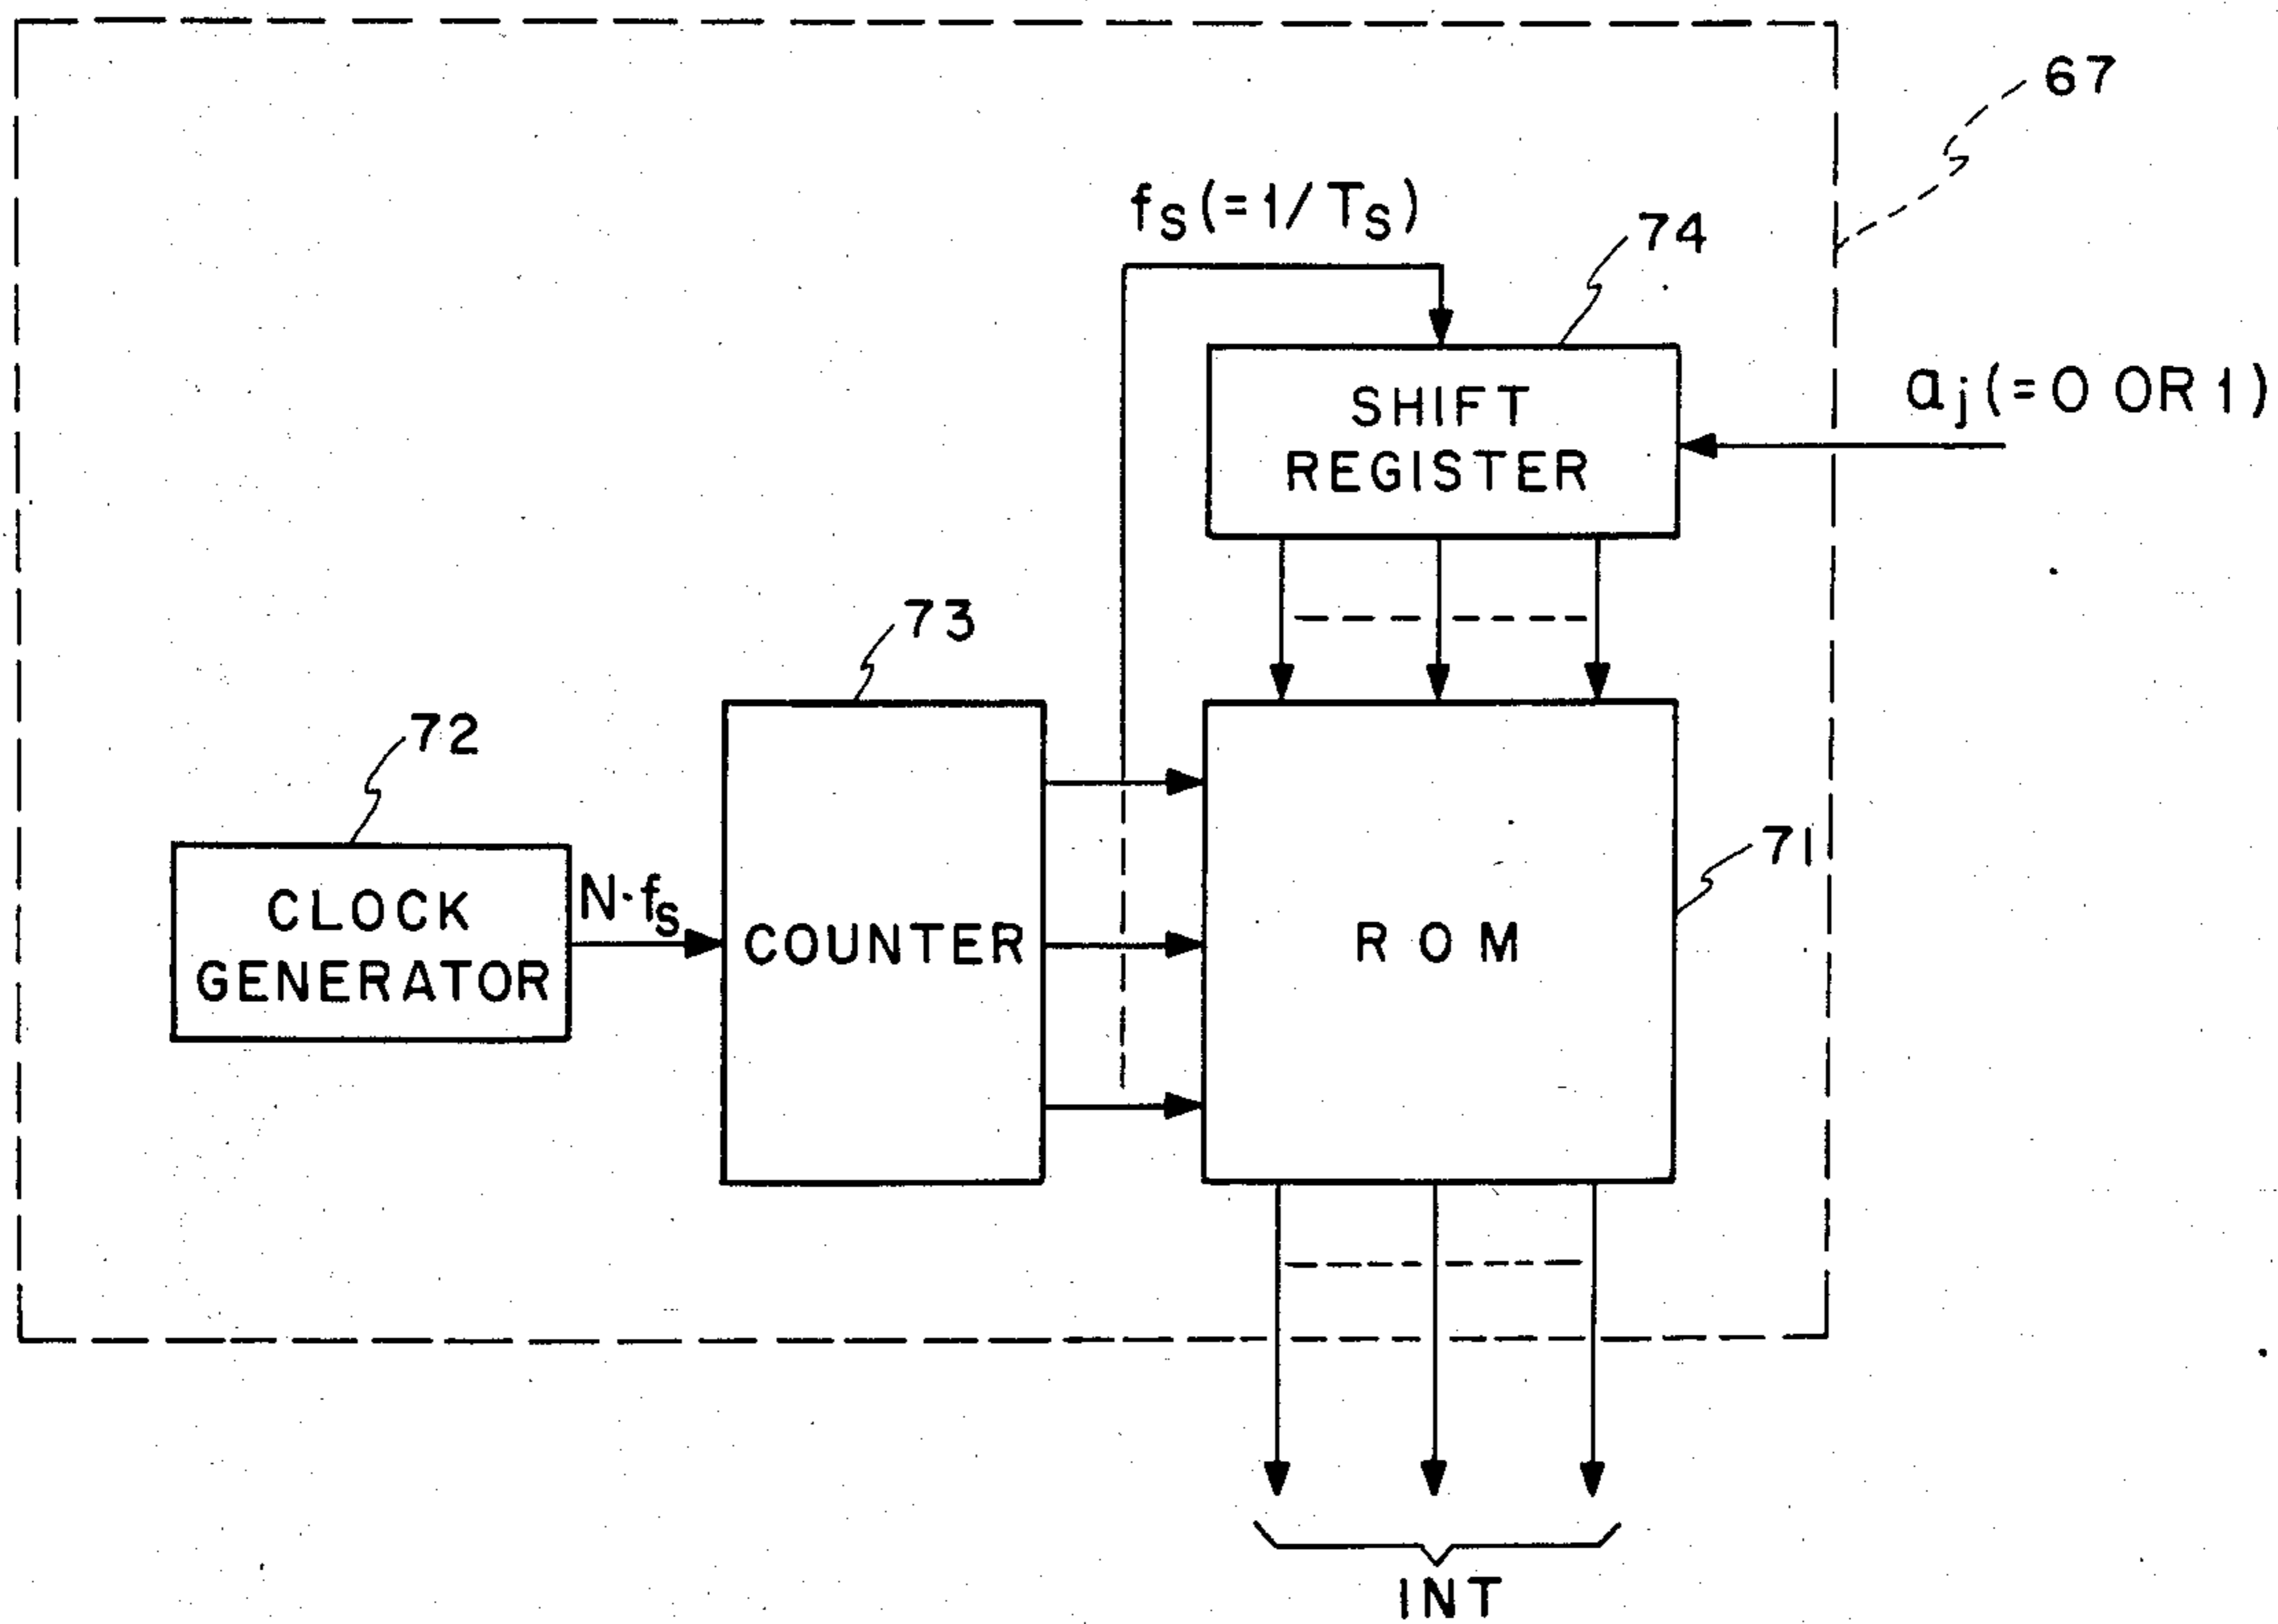 67
fS(=1/TS)
74
SHIFT
REGISTER
aj(=0 OR 1)
73
72
CLOCK
GENERATOR
N·fS
COUNTER
ROM
71
INT